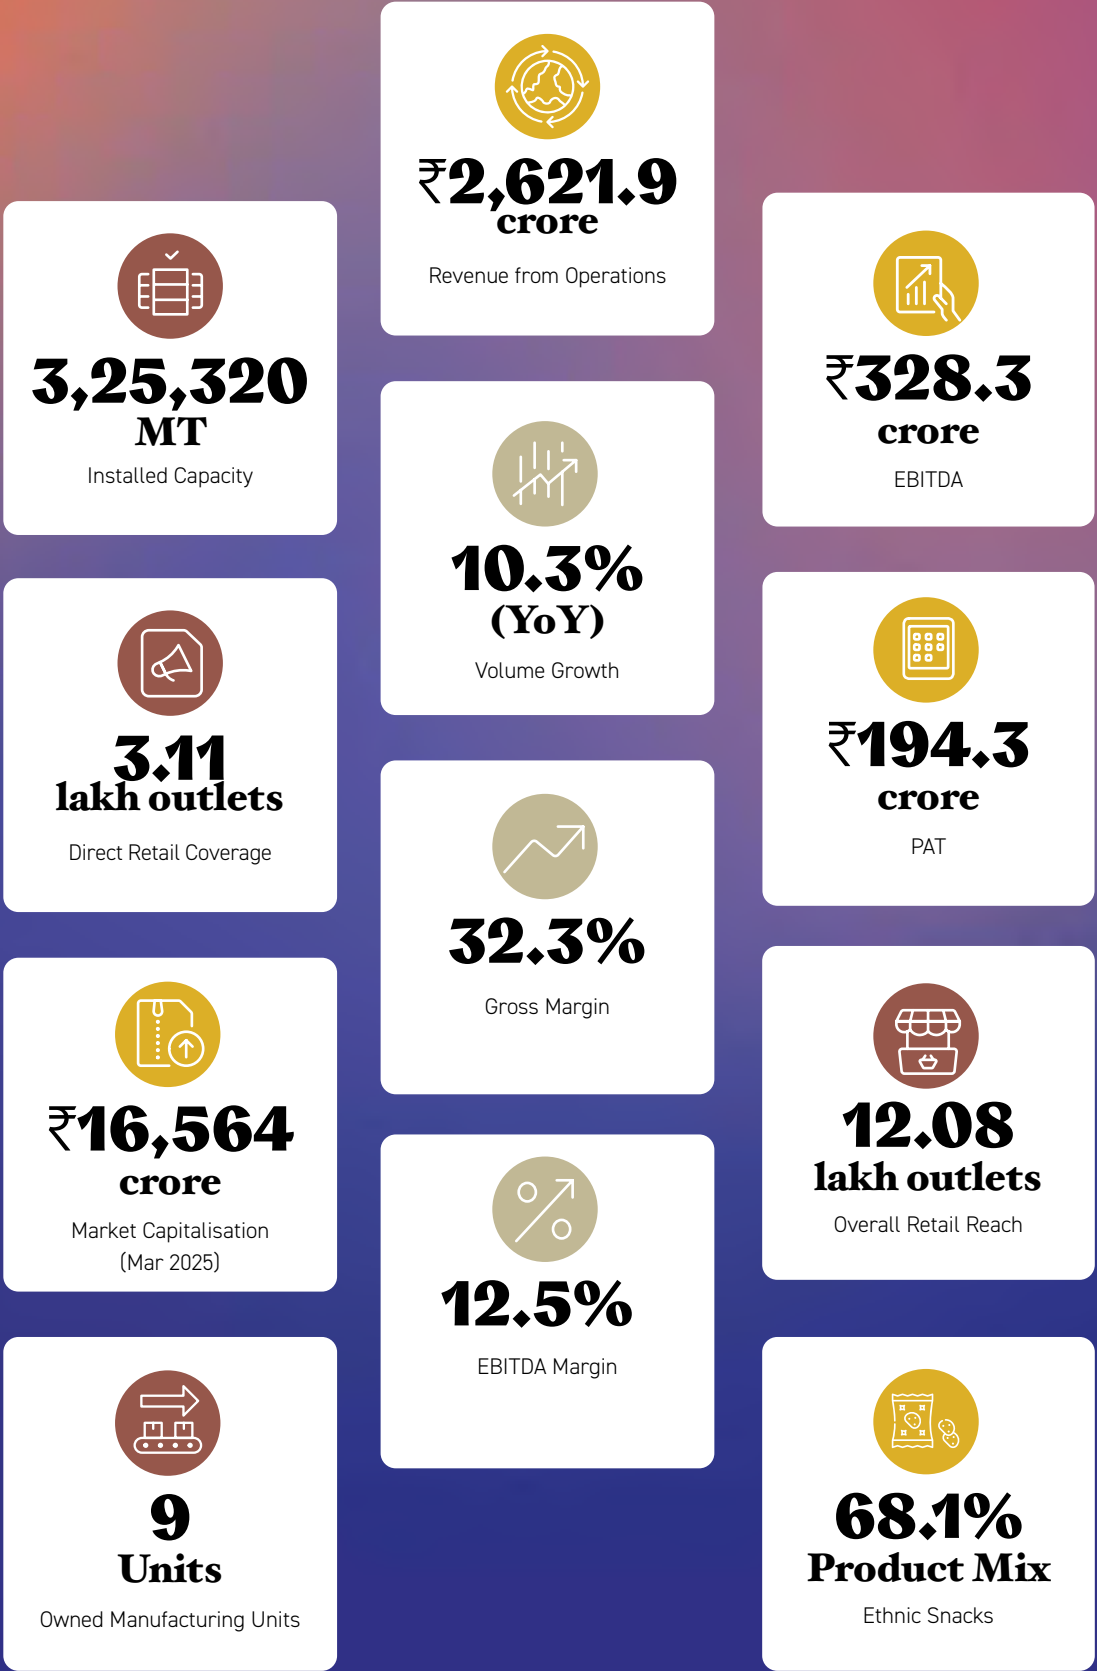 ₹2,621.9
crore
Revenue from Operations
3,25,320
MT
Installed Capacity
₹328.3
crore
EBITDA
10.3%
(YoY)
Volume Growth
3.11
lakh outlets
Direct Retail Coverage
₹194.3
crore
PAT
32.3%
Gross Margin
₹16,564
crore
Market Capitalisation
(Mar 2025)
12.08
lakh outlets
Overall Retail Reach
12.5%
EBITDA Margin
9
Units
Owned Manufacturing Units
68.1%
Product Mix
Ethnic Snacks